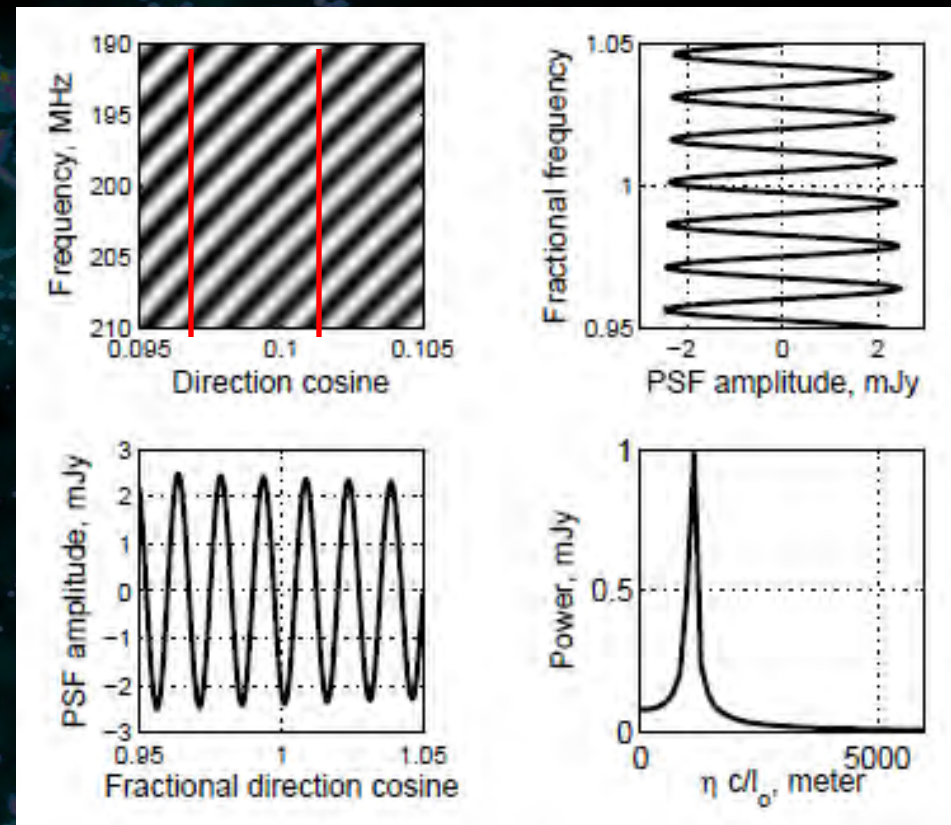 190
195
200
205
210
Frequency, MHz
0.095 0.1 0.105
Direction cosine
1.05
1
0.95
Fractional frequency
−2 0 2
PSF amplitude, mJy
3
2
1
0
−1
−2
−3
PSF amplitude, mJy
0.95 1 1.05
Fractional direction cosine
1
0.5
0
Power, mJy
0 5000
η c/l_o, meter